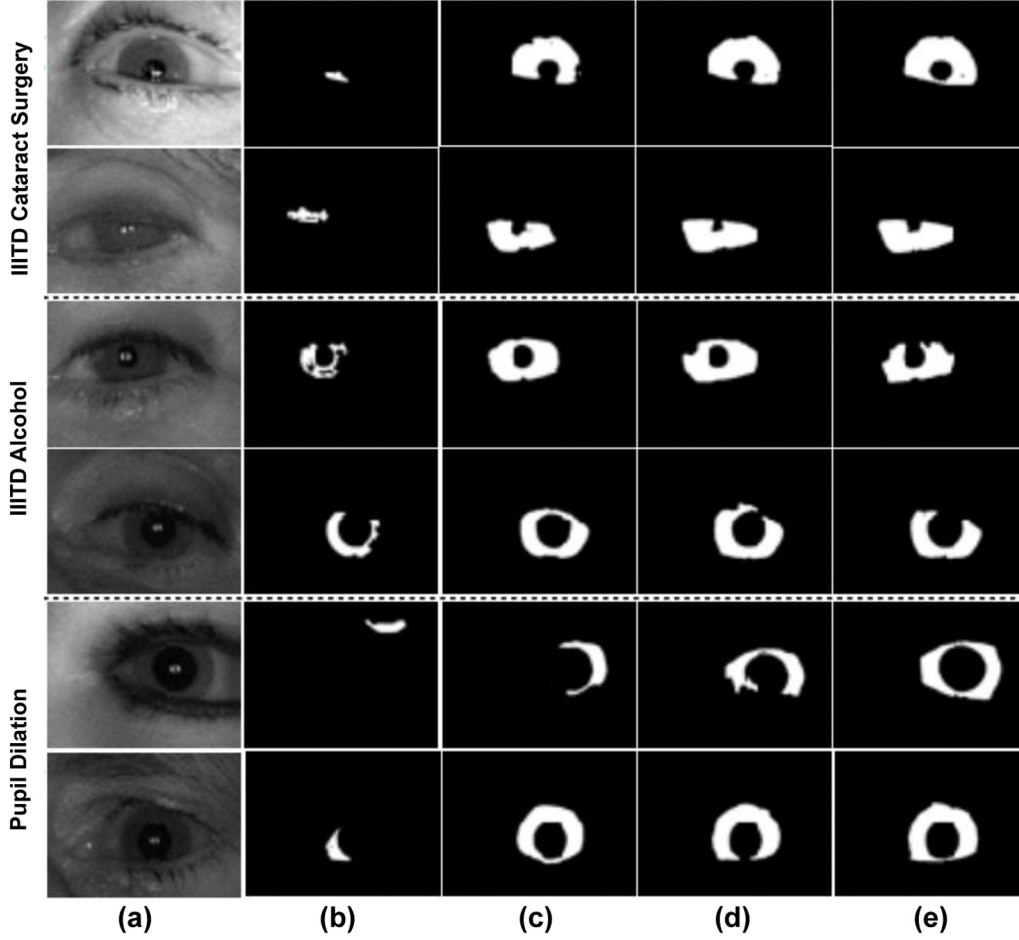 IIITD Cataract Surgery
IIITD Alcohol
Pupil Dilation
(a) (b) (c) (d) (e)